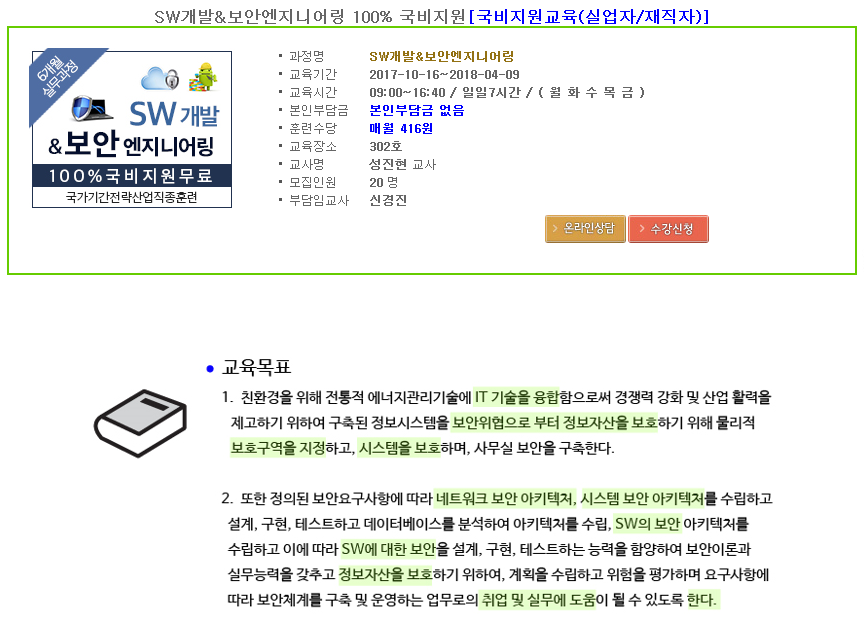 SW개발&보안엔지니어링 100% 국비지원[국비지원교육(실업자/재직자)]
6개월
실무과정
SW 개발
&보안 엔지니어링
100%국비지원무료
국가기간전략산업직종훈련
• 과정명 SW개발&보안엔지니어링
• 교육기간 2017-10-16~2018-04-09
• 교육시간 09:00~16:40 / 일일7시간 / ( 월 화 수 목 금 )
• 본인부담금 본인부담금 없음
• 훈련수당 매월 416원
• 교육장소 302호
• 교사명 성진현 교사
• 모집인원 20 명
• 부담임교사 신경진
온라인상담 수강신청
• 교육목표
1. 친환경을 위해 전통적 에너지관리기술에 IT 기술을 융합함으로써 경쟁력 강화 및 산업 활력을
제고하기 위하여 구축된 정보시스템을 보안위협으로 부터 정보자산을 보호하기 위해 물리적
보호구역을 지정하고, 시스템을 보호하며, 사무실 보안을 구축한다.
2. 또한 정의된 보안요구사항에 따라 네트워크 보안 아키텍처, 시스템 보안 아키텍처를 수립하고
설계, 구현, 테스트하고 데이터베이스를 분석하여 아키텍처를 수립, SW의 보안 아키텍처를
수립하고 이에 따라 SW에 대한 보안을 설계, 구현, 테스트하는 능력을 함양하여 보안이론과
실무능력을 갖추고 정보자산을 보호하기 위하여, 계획을 수립하고 위험을 평가하며 요구사항에
따라 보안체계를 구축 및 운영하는 업무로의 취업 및 실무에 도움이 될 수 있도록 한다.